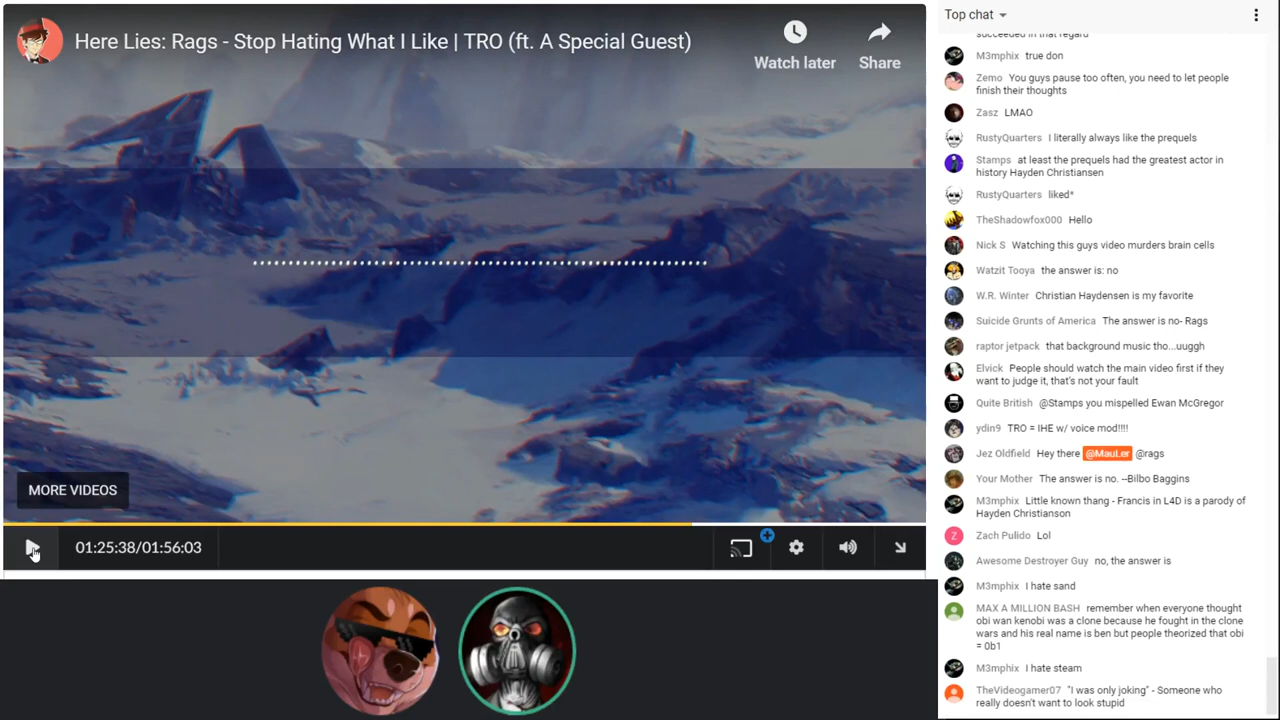 Here Lies: Rags - Stop Hating What I Like | TRO (ft. A Special Guest)
Watch later
Share
MORE VIDEOS
01:25:38/01:56:03
Top chat
succeeded in that regard
M3mphix true don
Zemo You guys pause too often, you need to let people
finish their thoughts
Zasz LMAO
RustyQuarters I literally always like the prequels
Stamps at least the prequels had the greatest actor in
history Hayden Christiansen
RustyQuarters liked*
TheShadowfox000 Hello
Nick S Watching this guys video murders brain cells
Watzit Tooya the answer is: no
W.R. Winter Christian Haydensen is my favorite
Suicide Grunts of America The answer is no- Rags
raptor jetpack that background music tho...uuggh
Elvick People should watch the main video first if they
want to judge it, that's not your fault
Quite British @Stamps you mispelled Ewan McGregor
ydin9 TRO = IHE w/ voice mod!!!!
Jez Oldfield Hey there @MauLer @rags
Your Mother The answer is no. --Bilbo Baggins
M3mphix Little known thang - Francis in L4D is a parody of
Hayden Christianson
Z
Zach Pulido Lol
Awesome Destroyer Guy no, the answer is
M3mphix I hate sand
MAX A MILLION BASH remember when everyone thought
obi wan kenobi was a clone because he fought in the clone
wars and his real name is ben but people theorized that obi
= 0b1
M3mphix I hate steam
TheVideogamer07 "I was only joking" - Someone who
really doesn't want to look stupid